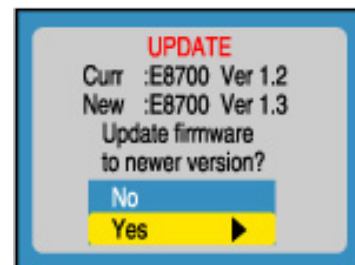 UPDATE
Curr :E8700 Ver 1.2
New :E8700 Ver 1.3
Update firmware
to newer version?
No
Yes